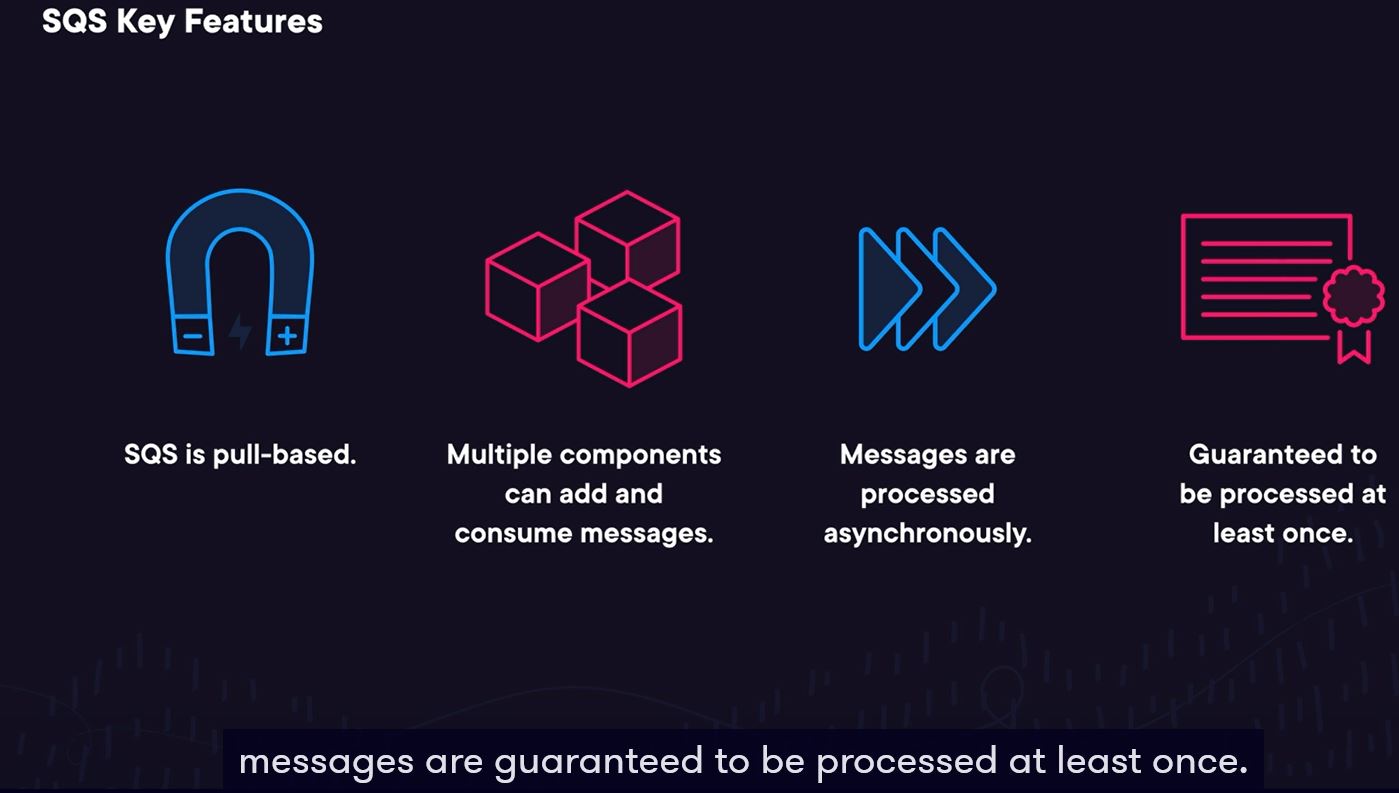 SQS Key Features
SQS is pull-based.
Multiple components
can add and
consume messages.
Messages are
processed
asynchronously.
Guaranteed to
be processed at
least once.
messages are guaranteed to be processed at least once.